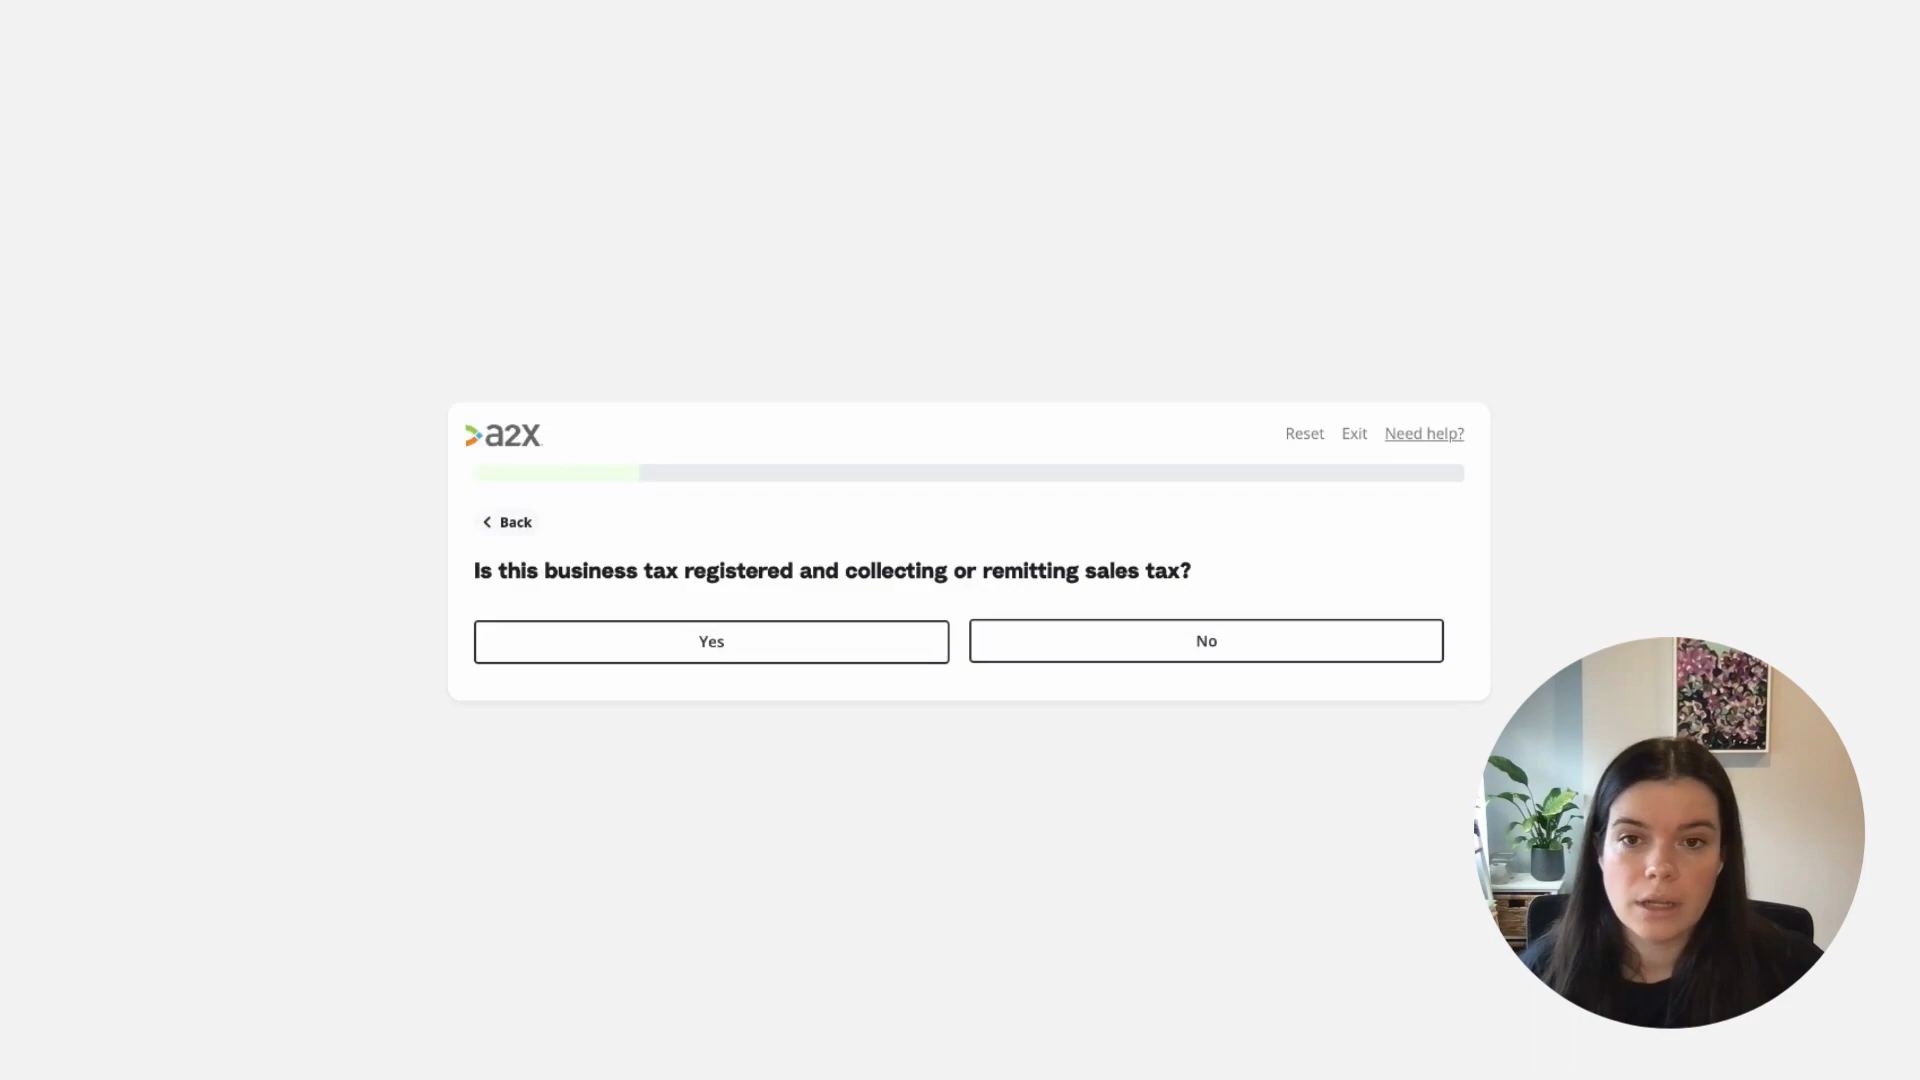 a2x
Reset Exit Need help?
Back
Is this business tax registered and collecting or remitting sales tax?
Yes No